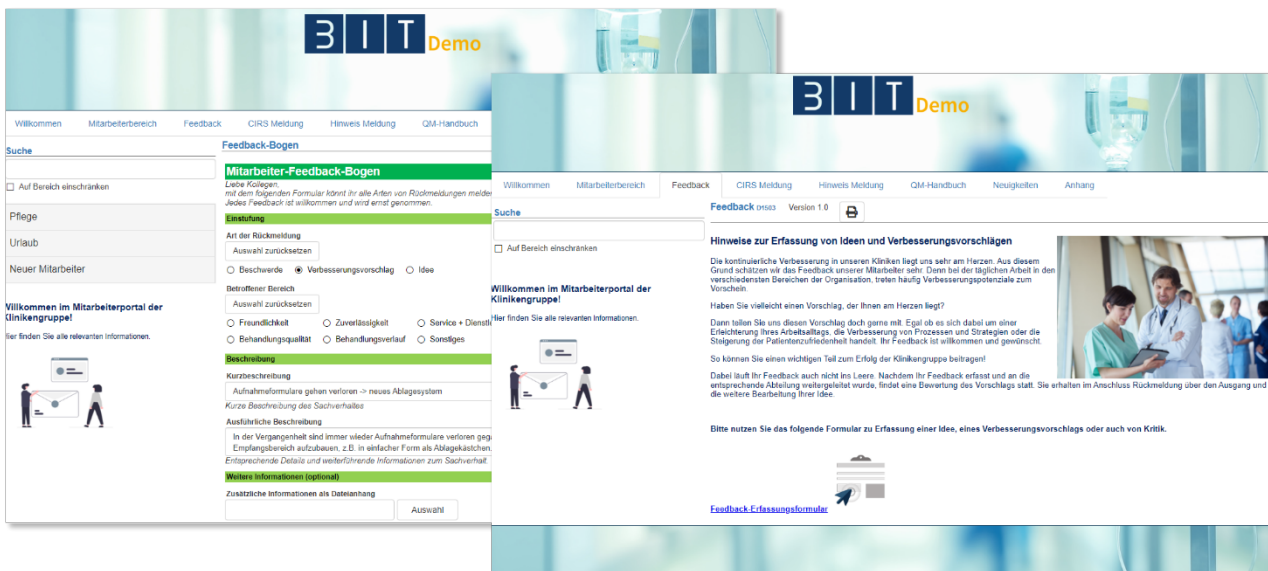 BIT Demo
Willkommen Mitarbeiterbereich Feedback CIRS Meldung Hinweis Meldung QM-Handbuch
Suche
Auf Bereich einschränken
Pflege
Urlaub
Neuer Mitarbeiter
Willkommen im Mitarbeiterportal der
Klinikengruppe!
Hier finden Sie alle relevanten Informationen.
Feedback-Bogen
Mitarbeiter-Feedback-Bogen
Liebe Kollegen,
mit dem folgenden Formular könnt ihr alle Arten von Rückmeldungen melden
Jedes Feedback ist willkommen und wird ernst genommen.
Einstufung
Art der Rückmeldung
Auswahl zurücksetzen
Beschwerde Verbesserungsvorschlag Idee
Betroffener Bereich
Auswahl zurücksetzen
Freundlichkeit Zuverlässigkeit Service + Dienstle
Behandlungsqualität Behandlungsverlauf Sonstiges
Beschreibung
Kurzbeschreibung
Aufnahmeformulare gehen verloren -> neues Ablagesystem
Kurze Beschreibung des Sachverhaltes
Ausführliche Beschreibung
In der Vergangenheit sind immer wieder Aufnahmeformulare verloren gega
Empfangsbereich aufzubauen, z.B. in einfacher Form als Ablagekästchen.
Entsprechende Details und weiterführende Informationen zum Sachverhalt.
Weitere Informationen (optional)
Zusätzliche Informationen als Dateianhang
Auswahl
BIT Demo
Willkommen Mitarbeiterbereich Feedback CIRS Meldung Hinweis Meldung QM-Handbuch Neuigkeiten Anhang
Suche
Auf Bereich einschränken
Willkommen im Mitarbeiterportal der
Klinikengruppe!
Hier finden Sie alle relevanten Informationen.
Feedback D1503 Version 1.0
Hinweise zur Erfassung von Ideen und Verbesserungsvorschlägen
Die kontinuierliche Verbesserung in unseren Kliniken liegt uns sehr am Herzen. Aus diesem
Grund schätzen wir das Feedback unserer Mitarbeiter sehr. Denn bei der täglichen Arbeit in den
verschiedensten Bereichen der Organisation, treten häufig Verbesserungspotenziale zum
Vorschein.
Haben Sie vielleicht einen Vorschlag, der Ihnen am Herzen liegt?
Dann teilen Sie uns diesen Vorschlag doch gerne mit. Egal ob es sich dabei um einer
Erleichterung Ihres Arbeitsalltags, die Verbesserung von Prozessen und Strategien oder die
Steigerung der Patientenzufriedenheit handelt. Ihr Feedback ist willkommen und gewünscht.
So können Sie einen wichtigen Teil zum Erfolg der Klinikengruppe beitragen!
Dabei läuft Ihr Feedback auch nicht ins Leere. Nachdem Ihr Feedback erfasst und an die
entsprechende Abteilung weitergeleitet wurde, findet eine Bewertung des Vorschlags statt. Sie erhalten im Anschluss Rückmeldung über den Ausgang und
die weitere Bearbeitung Ihrer Idee.
Bitte nutzen Sie das folgende Formular zu Erfassung einer Idee, eines Verbesserungsvorschlags oder auch von Kritik.
Feedback-Erfassungsformular